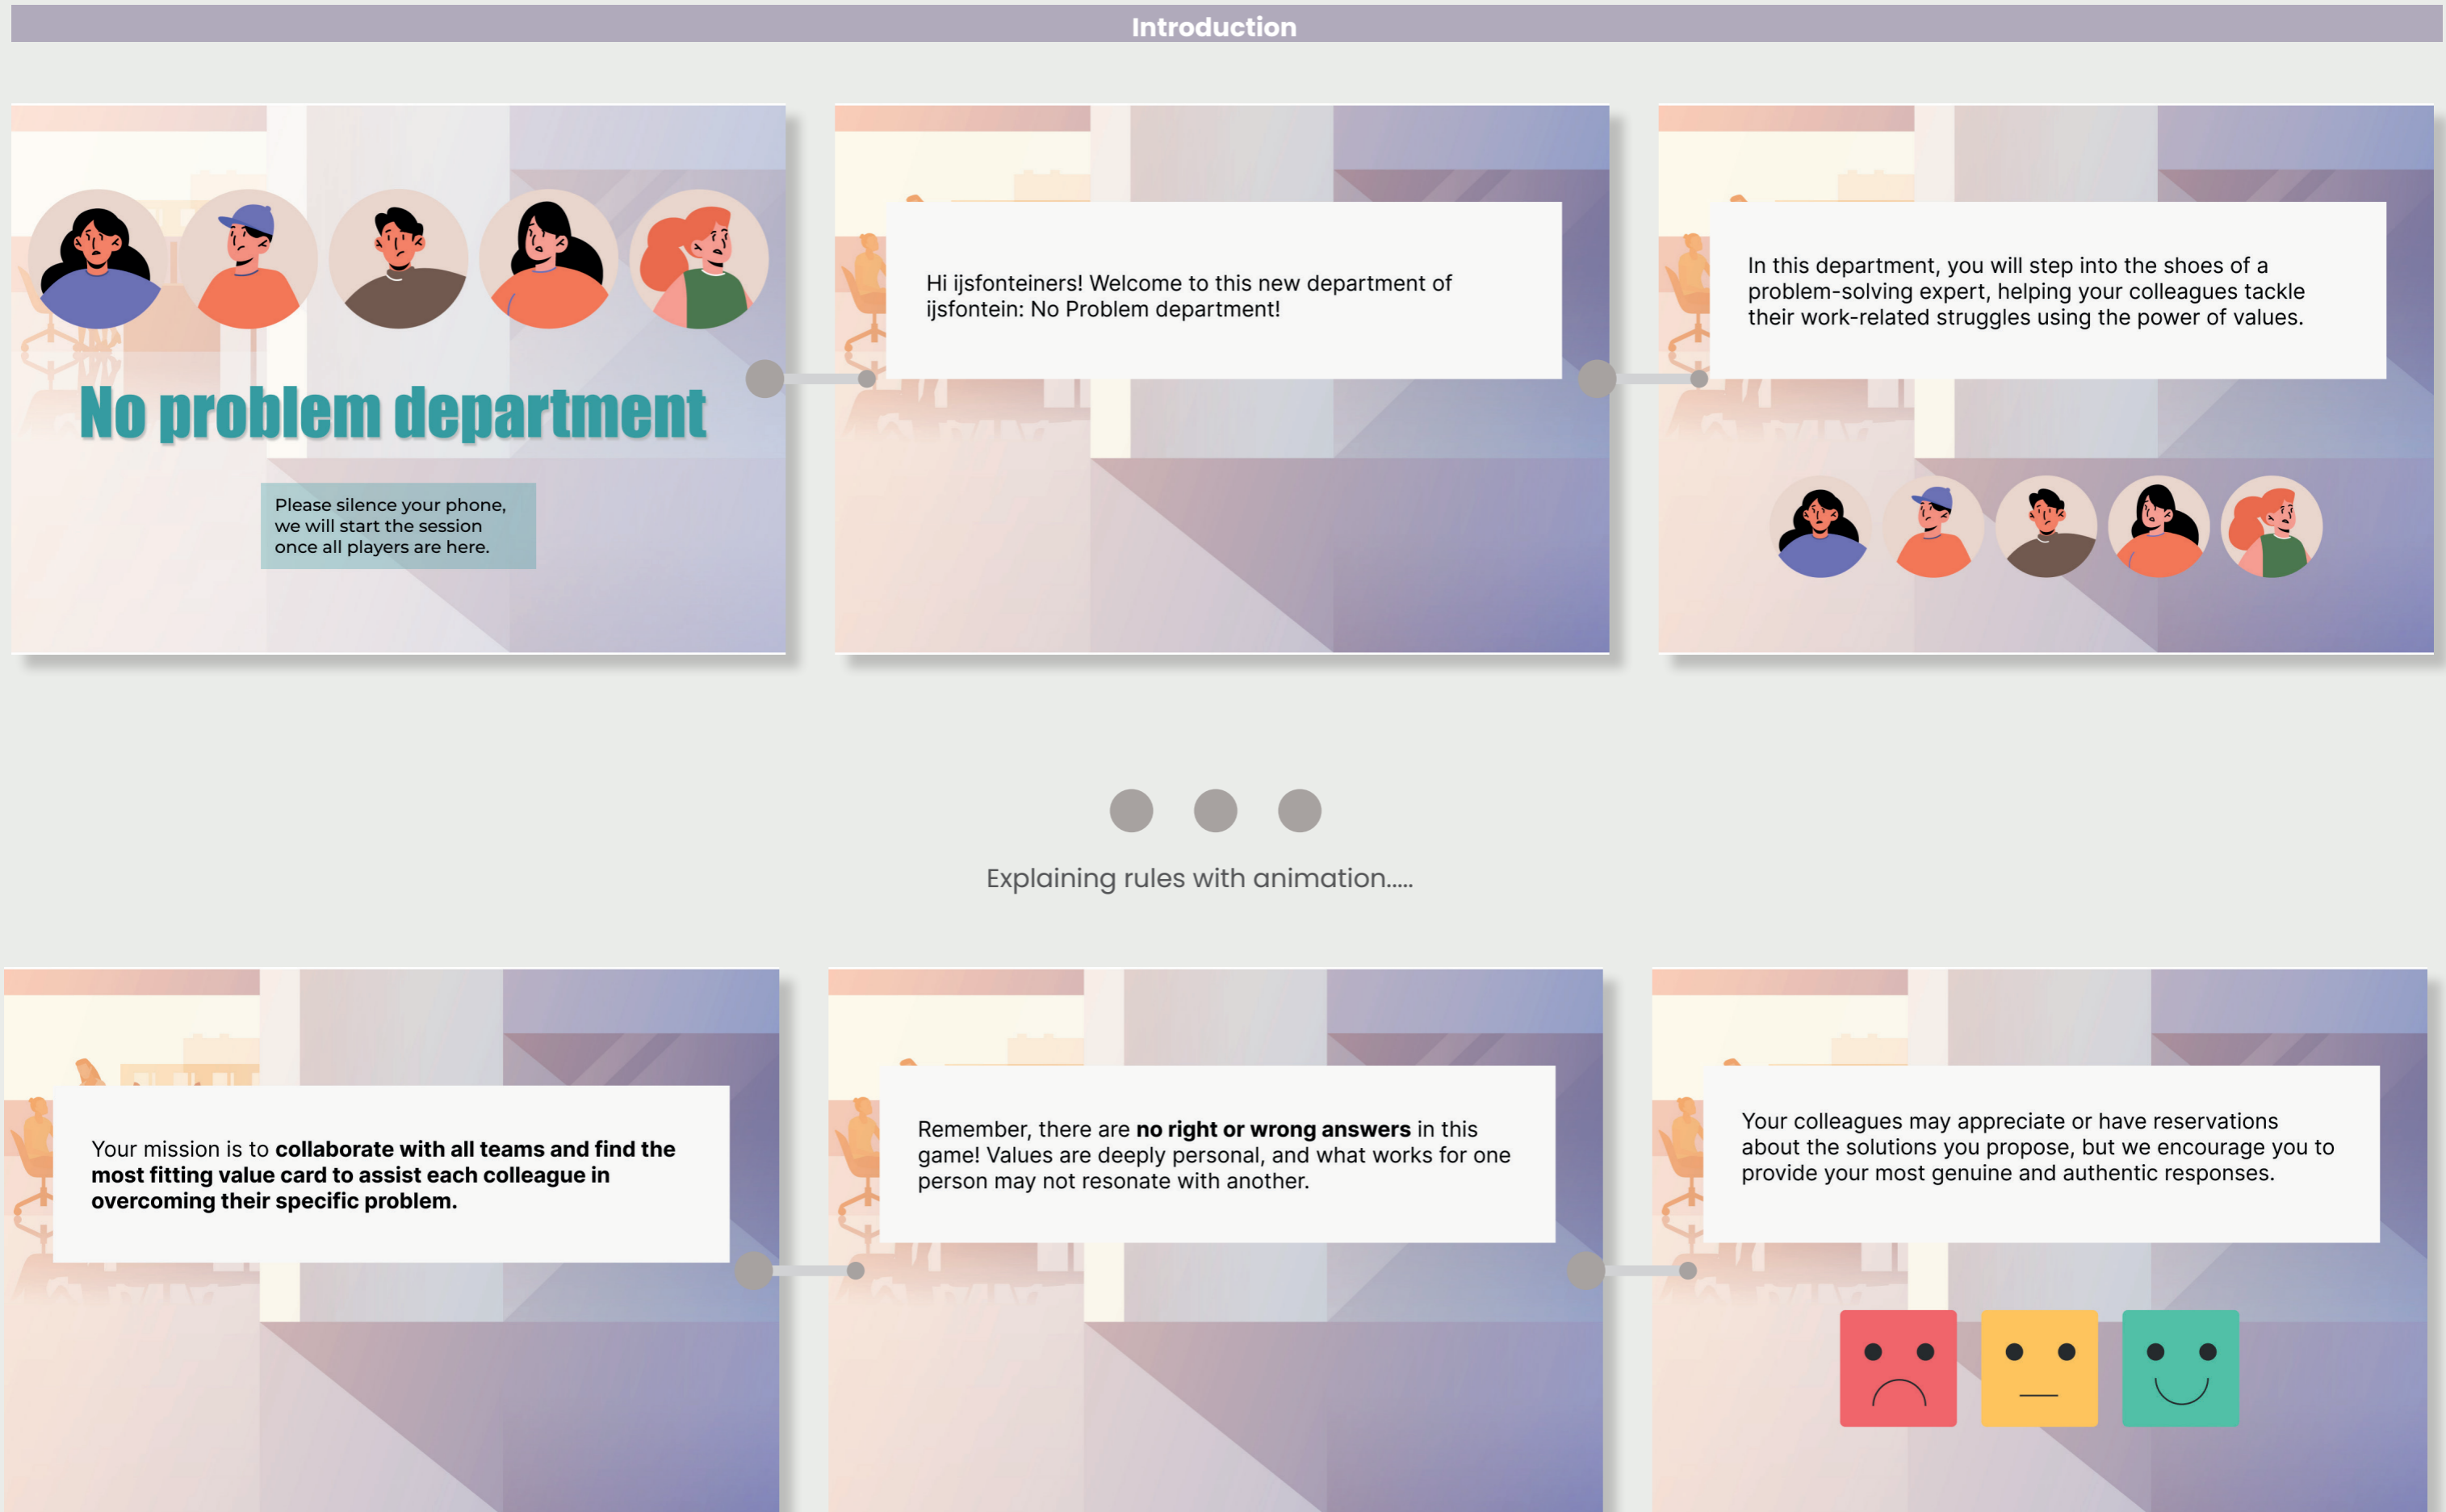 Introduction
No problem department
Please silence your phone,
we will start the session
once all players are here.
Hi ijsfonteiners! Welcome to this new department of
ijsfontein: No Problem department!
In this department, you will step into the shoes of a
problem-solving expert, helping your colleagues tackle
their work-related struggles using the power of values.
Explaining rules with animation.....
Your mission is to collaborate with all teams and find the
most fitting value card to assist each colleague in
overcoming their specific problem.
Remember, there are no right or wrong answers in this
game! Values are deeply personal, and what works for one
person may not resonate with another.
Your colleagues may appreciate or have reservations
about the solutions you propose, but we encourage you to
provide your most genuine and authentic responses.